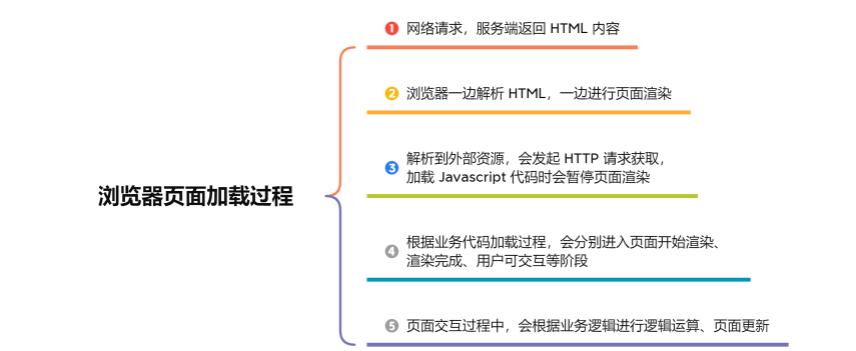 浏览器页面加载过程
1 网络请求，服务端返回 HTML 内容
2 浏览器一边解析 HTML，一边进行页面渲染
3 解析到外部资源，会发起 HTTP 请求获取，
加载 Javascript 代码时会暂停页面渲染
4 根据业务代码加载过程，会分别进入页面开始渲染、
渲染完成、用户可交互等阶段
5 页面交互过程中，会根据业务逻辑进行逻辑运算、页面更新